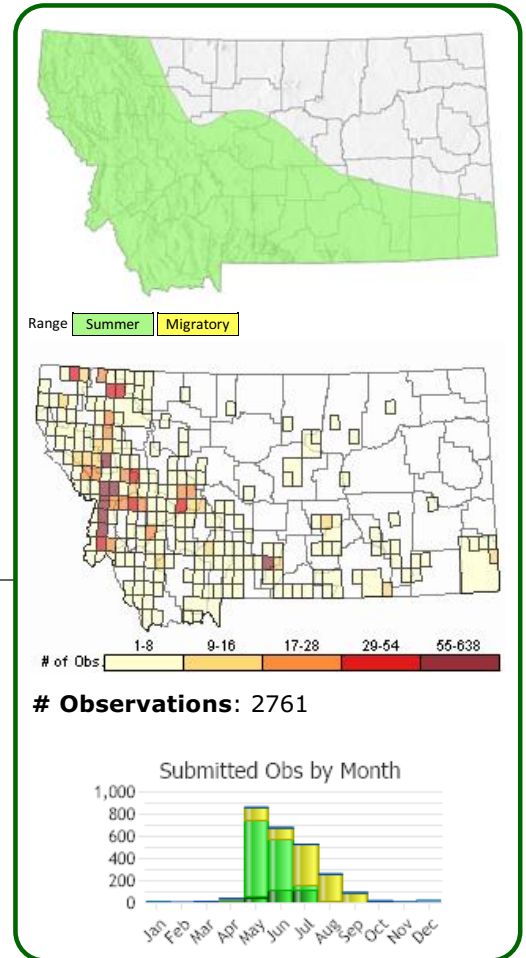 Range Summer Migratory
1-8 9-16 17-28 29-54 55-638
# of Obs.
# Observations: 2761
Submitted Obs by Month
1,000
800
600
400
200
0
Jan Feb Mar Apr May Jun Jul Aug Sep Oct Nov Dec